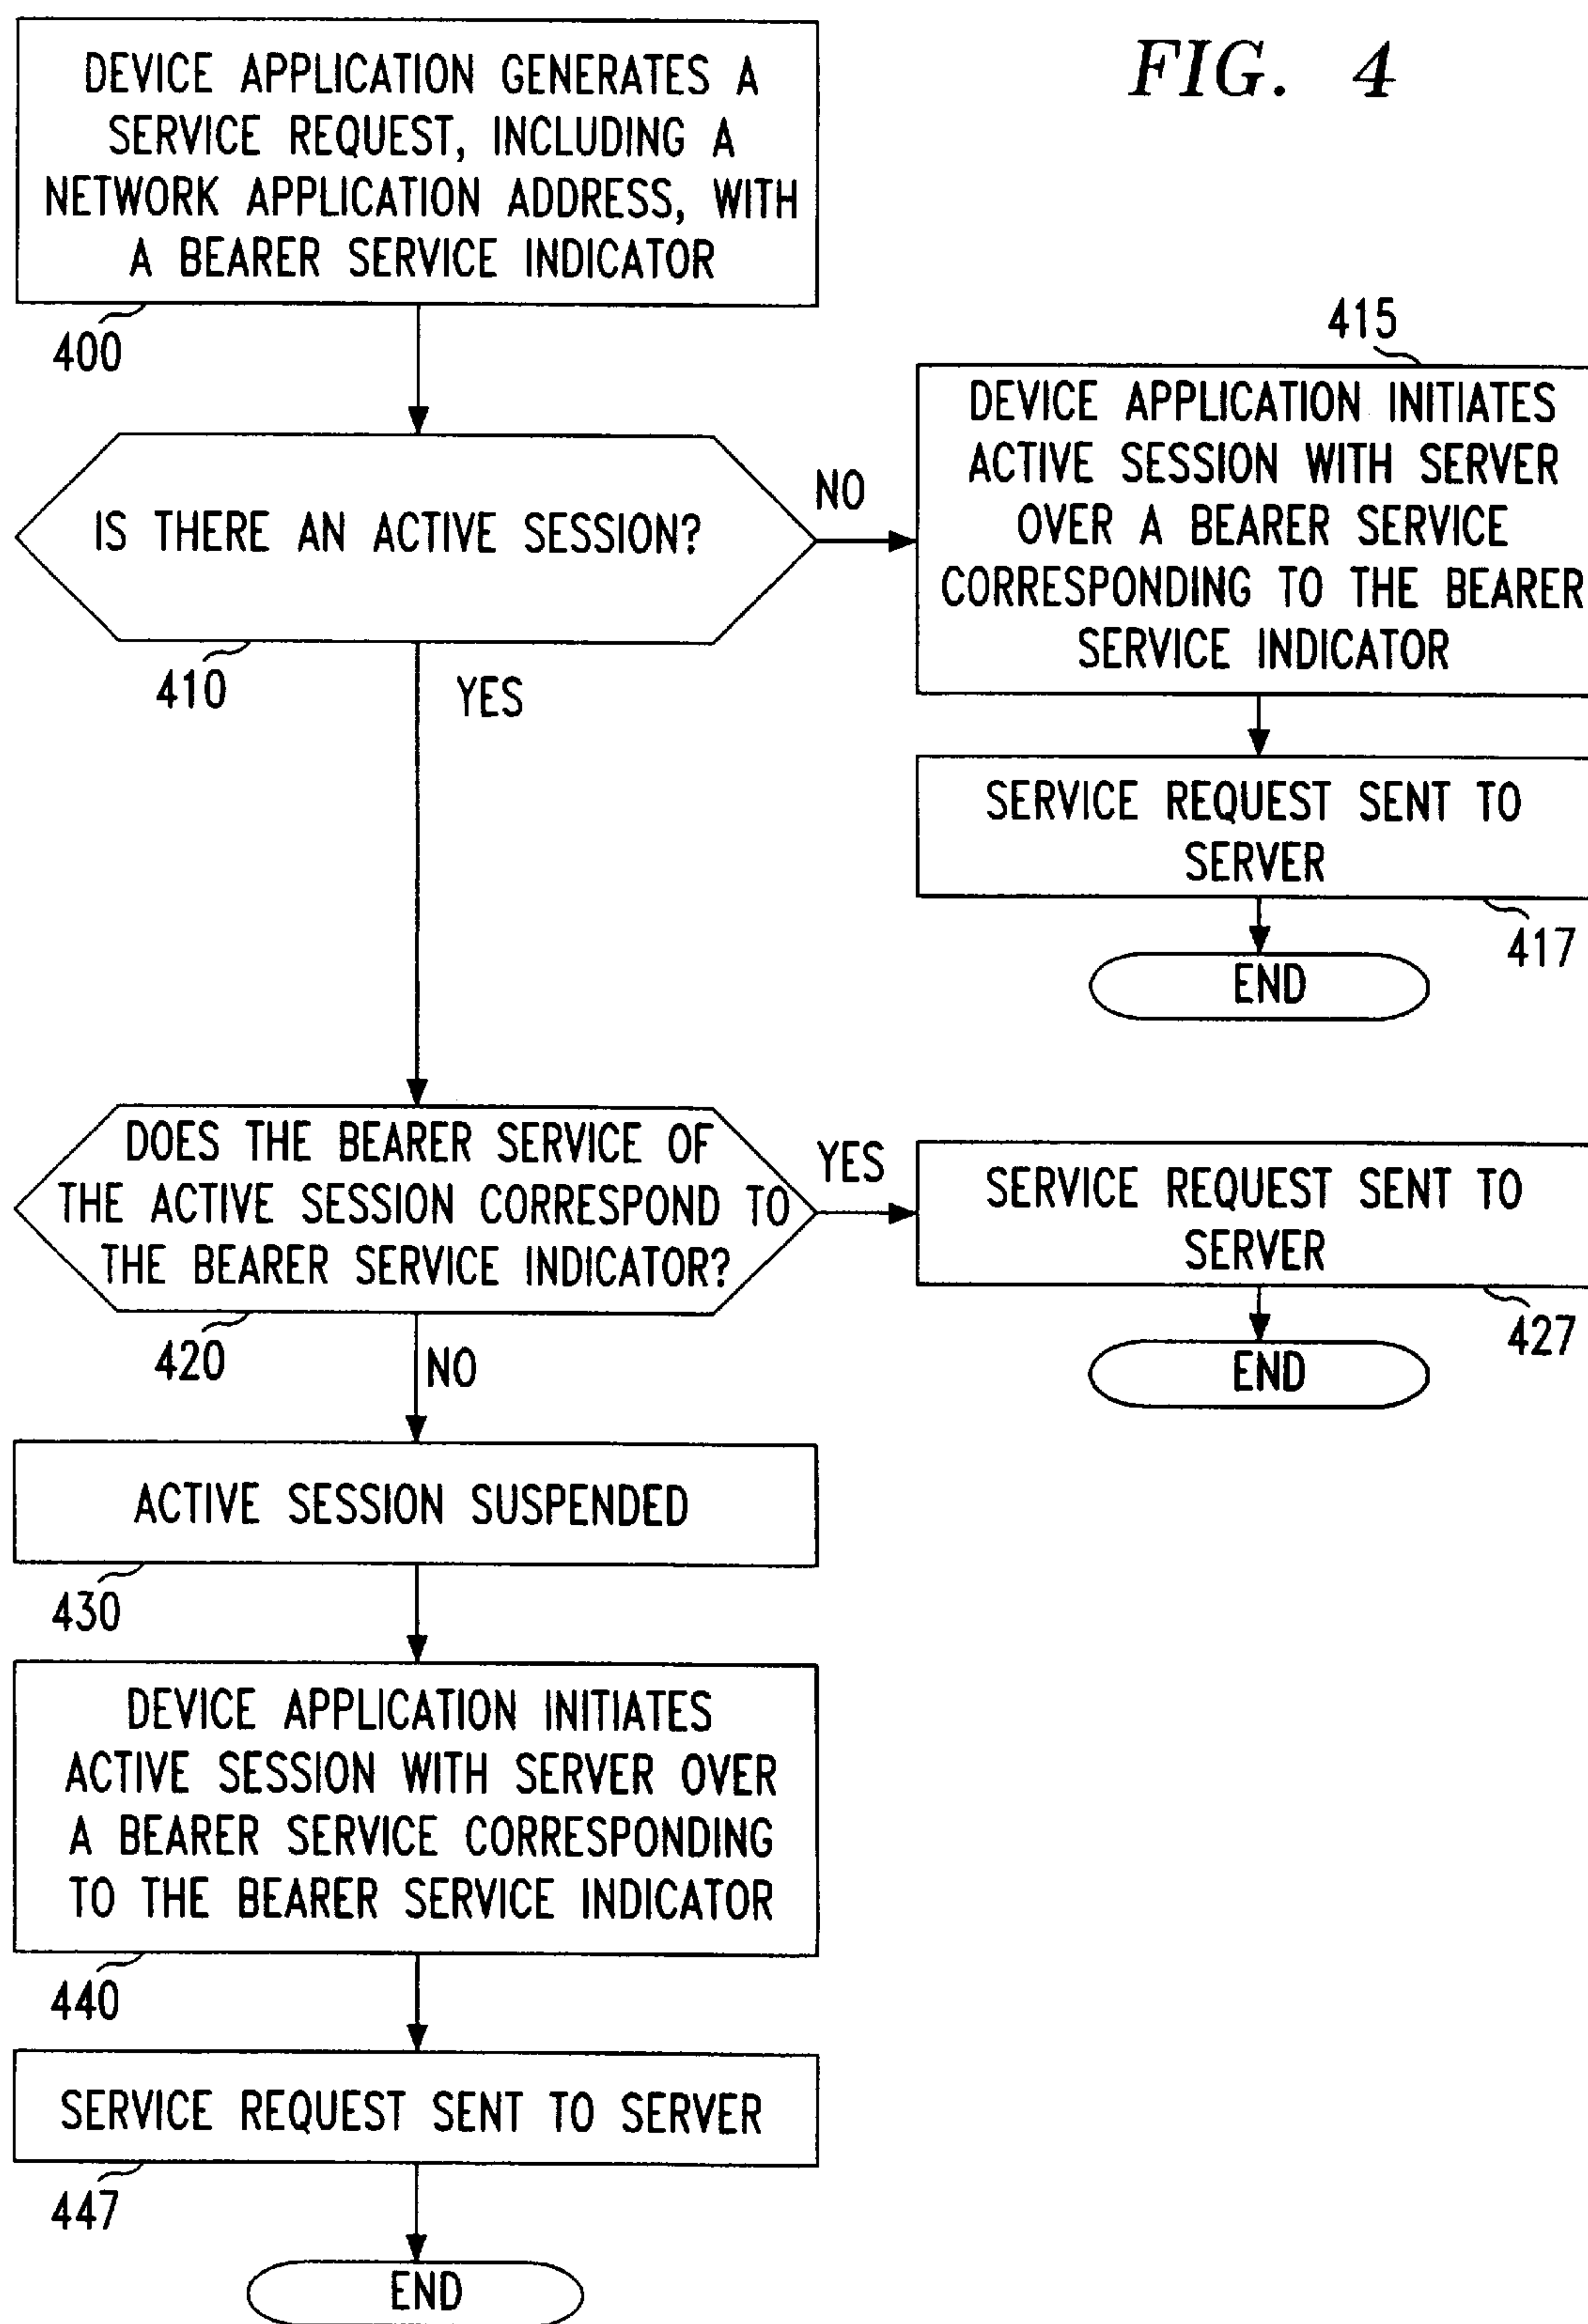 FIG. 4
DEVICE APPLICATION GENERATES A
SERVICE REQUEST, INCLUDING A
NETWORK APPLICATION ADDRESS, WITH
A BEARER SERVICE INDICATOR
400
IS THERE AN ACTIVE SESSION?
410
NO
YES
415
DEVICE APPLICATION INITIATES
ACTIVE SESSION WITH SERVER
OVER A BEARER SERVICE
CORRESPONDING TO THE BEARER
SERVICE INDICATOR
SERVICE REQUEST SENT TO
SERVER
417
END
DOES THE BEARER SERVICE OF
THE ACTIVE SESSION CORRESPOND TO
THE BEARER SERVICE INDICATOR?
420
YES
SERVICE REQUEST SENT TO
SERVER
427
END
NO
ACTIVE SESSION SUSPENDED
430
DEVICE APPLICATION INITIATES
ACTIVE SESSION WITH SERVER OVER
A BEARER SERVICE CORRESPONDING
TO THE BEARER SERVICE INDICATOR
440
SERVICE REQUEST SENT TO SERVER
447
END